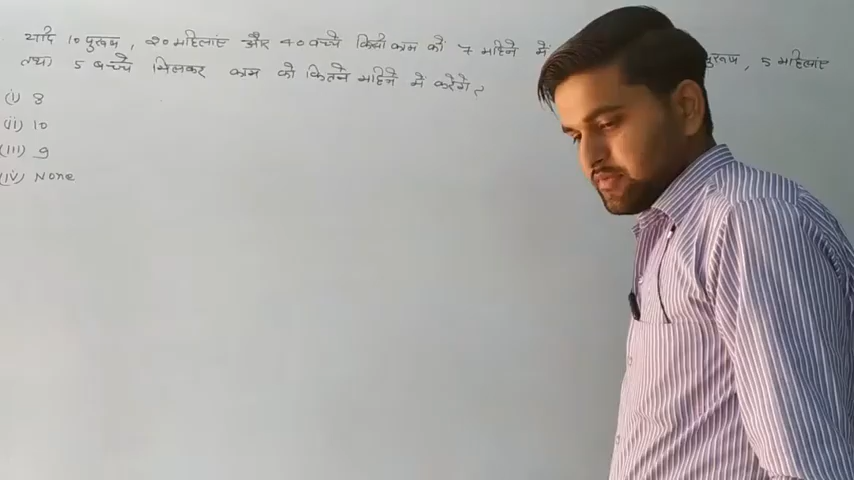 यदि 10 पुरूष, 20 महिलाएं और 40 बच्चे किसी काम को 7 महिने में पुरूष, 5 महिलाएं
तथा 5 बच्चे मिलकर काम को कितने महिने में करेंगे?
(i) 8
(ii) 10
(iii) 9
(iv) None